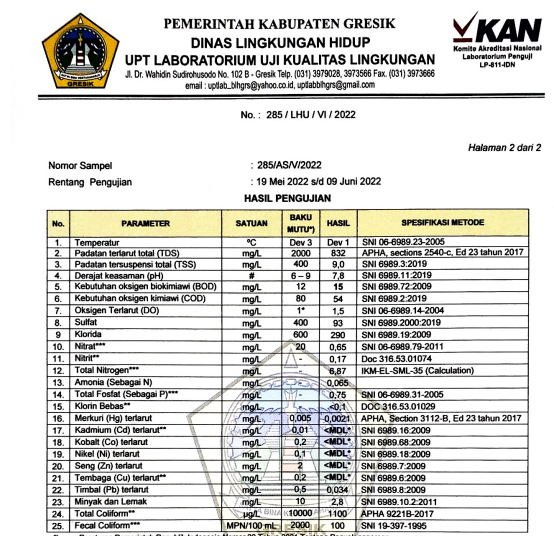 PEMERINTAH KABUPATEN GRESIK
DINAS LINGKUNGAN HIDUP
UPT LABORATORIUM UJI KUALITAS LINGKUNGAN
Jl. Dr. Wahidin Sudirohusodo No. 102 B - Gresik Telp. (031) 3979028, 3973566 Fax. (031) 3973666
email : uptlab_blhgrs@yahoo.co.id, uptlabblhgrs@gmail.com
GRESIK
KAN
Komite Akreditasi Nasional
Laboratorium Penguji
LP-811-IDN
No. : 285 / LHU / VI / 2022
Halaman 2 dari 2
Nomor Sampel : 285/AS/V/2022
Rentang Pengujian : 19 Mei 2022 s/d 09 Juni 2022
HASIL PENGUJIAN
No. PARAMETER SATUAN BAKU MUTU*) HASIL SPESIFIKASI METODE
1. Temperatur ºC Dev 3 Dev 1 SNI 06-6989.23-2005
2. Padatan terlarut total (TDS) mg/L 2000 832 APHA, sections 2540-c, Ed 23 tahun 2017
3. Padatan tersuspensi total (TSS) mg/L 400 9,0 SNI 6989.3:2019
4. Derajat keasaman (pH) # 6 – 9 7,8 SNI 6989.11:2019
5. Kebutuhan oksigen biokimiawi (BOD) mg/L 12 15 SNI 6989.72:2009
6. Kebutuhan oksigen kimiawi (COD) mg/L 80 54 SNI 6989.2:2019
7. Oksigen Terlarut (DO) mg/L 1* 1,5 SNI 06-6989.14-2004
8. Sulfat mg/L 400 93 SNI 6989.2000:2019
9 Klorida mg/L 600 290 SNI 6989.19:2009
10. Nitrat*** mg/L 20 0,65 SNI 06-6989.79-2011
11. Nitrit** mg/L - 0,17 Doc 316.53.01074
12. Total Nitrogen*** mg/L - 6,87 IKM-EL-SML-35 (Calculation)
13. Amonia (Sebagai N) mg/L - 0,065
14. Total Fosfat (Sebagai P)*** mg/L - 0,75 SNI 06-6989.31-2005
15. Klorin Bebas** mg/L - <0,1 DOC 316.53.01029
16. Merkuri (Hg) terlarut mg/L 0,005 0,0021 APHA, Section 3112-B, Ed 23 tahun 2017
17. Kadmium (Cd) terlarut** mg/L 0,01 <MDL* SNI 6989.16:2009
18. Kobalt (Co) terlarut mg/L 0,2 <MDL* SNI 6989.68:2009
19. Nikel (Ni) terlarut mg/L 0,1 <MDL* SNI 6989.18:2009
20. Seng (Zn) terlarut mg/L 2 <MDL* SNI 6989.7:2009
21. Tembaga (Cu) terlarut** mg/L 0,2 <MDL* SNI 6989.6:2009
22. Timbal (Pb) terlarut mg/L 0,5 0,034 SNI 6989.8:2009
23. Minyak dan Lemak mg/L 10 2,8 SNI 6989.10.2:2011
24. Total Coliform** µg/L 10000 1100 APHA 9221B-2017
25. Fecal Coliform*** MPN/100 mL 2000 100 SNI 19-397-1995
GRESIK